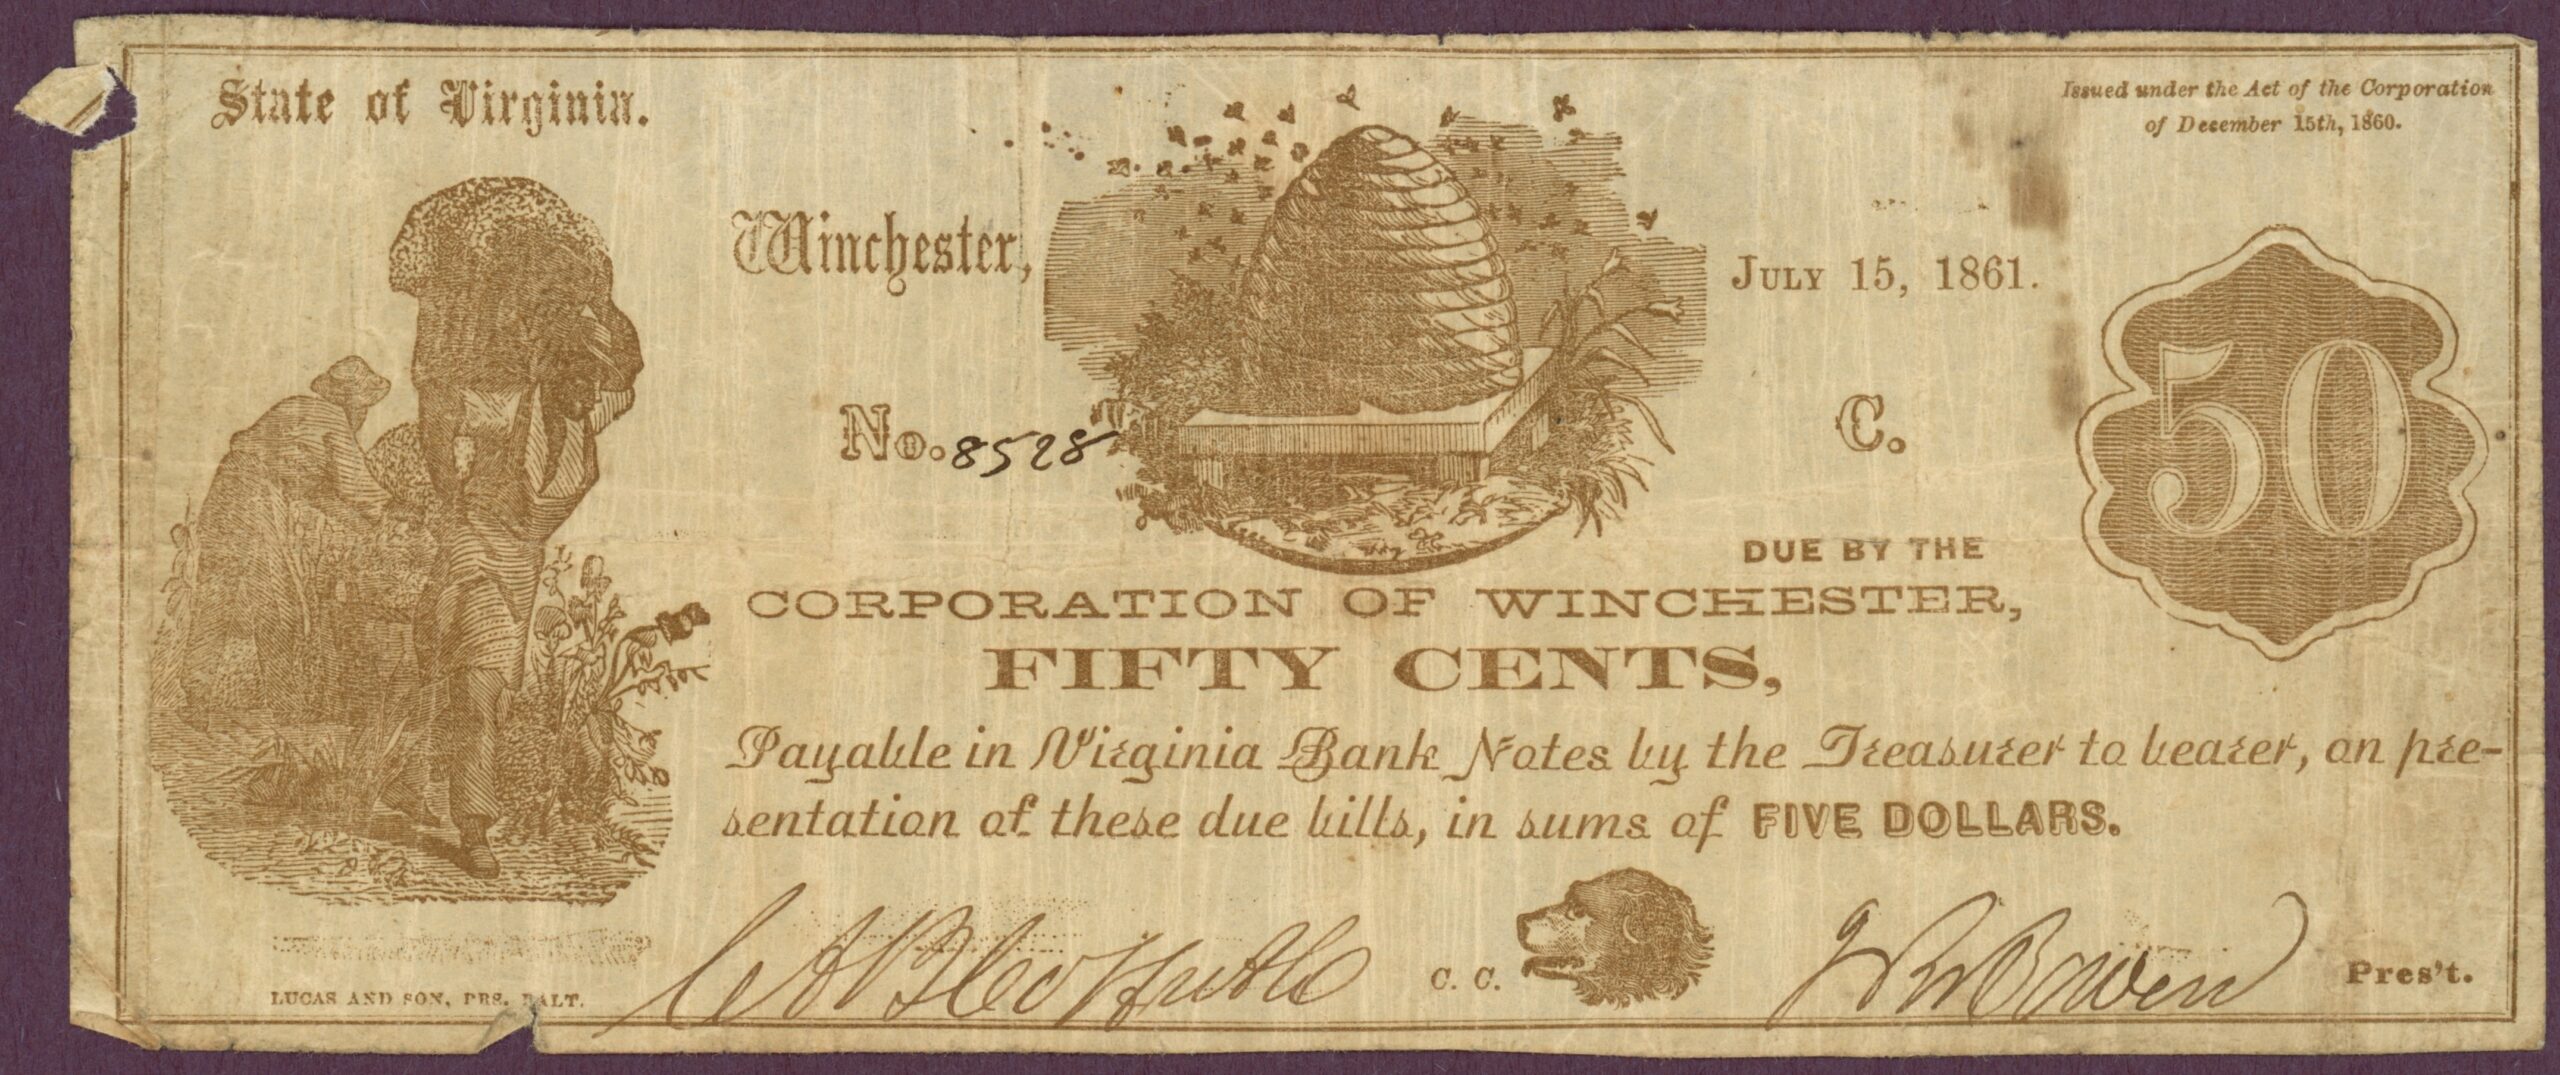 State of Virginia.
Issued under the Act of the Corporation
of December 15th, 1860.
Winchester,
July 15, 1861.
No. 8528
C.
50
DUE BY THE
CORPORATION OF WINCHESTER,
FIFTY CENTS,
Payable in Virginia Bank Notes by the Treasurer to bearer, on pre-
sentation of these due bills, in sums of FIVE DOLLARS.
C. C.
Pres't.
LUCAS AND SON, PRS. BALT.